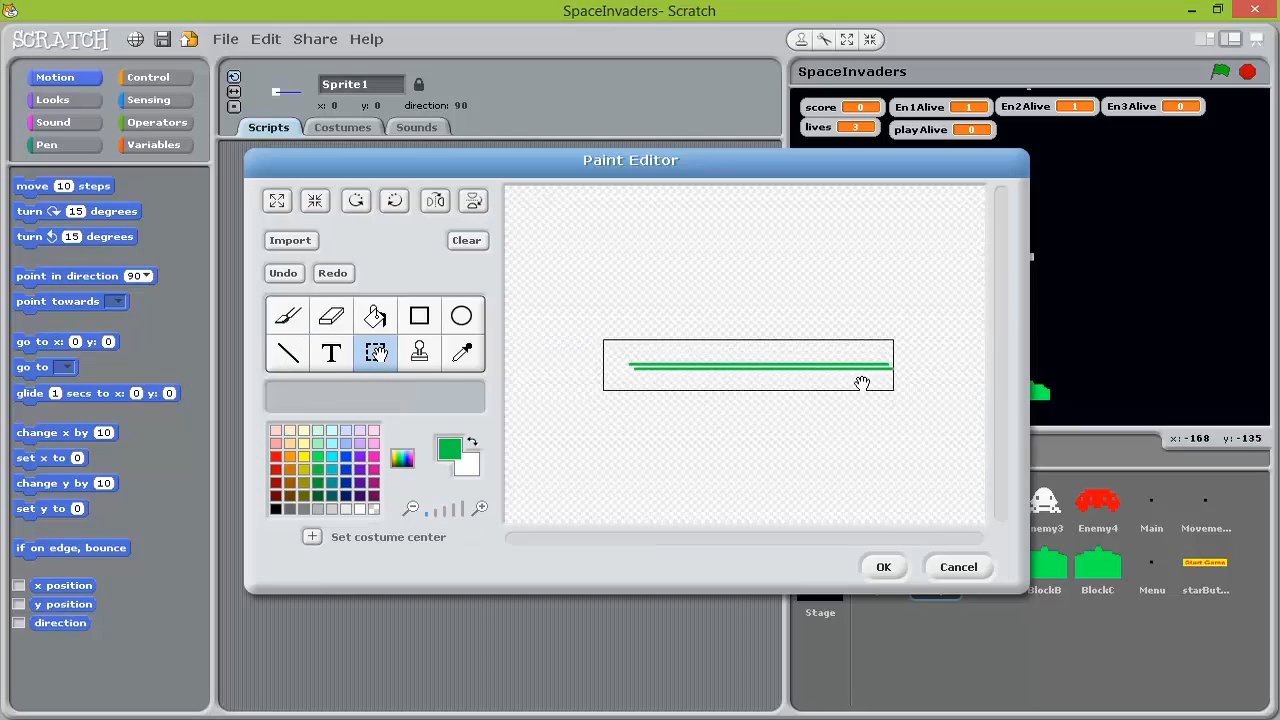 SpaceInvaders- Scratch
SCRATCH File Edit Share Help
Motion Control
Looks Sensing
Sound Operators
Pen Variables
Sprite1
x: 0 y: 0 direction: 90
Scripts Costumes Sounds
move 10 steps
turn 15 degrees
turn 15 degrees
point in direction 90
point towards
go to x: 0 y: 0
go to
glide 1 secs to x: 0 y: 0
change x by 10
set x to 0
change y by 10
set y to 0
if on edge, bounce
x position
y position
direction
Paint Editor
Import Clear
Undo Redo
T
Set costume center
OK Cancel
SpaceInvaders
score 0 En1Alive 1 En2Alive 1 En3Alive 0
lives 3 playAlive 0
x: -168 y: -135
nemy3 Enemy4 Main Moveme...
Start Game
BlockB BlockC Menu starBut...
Stage